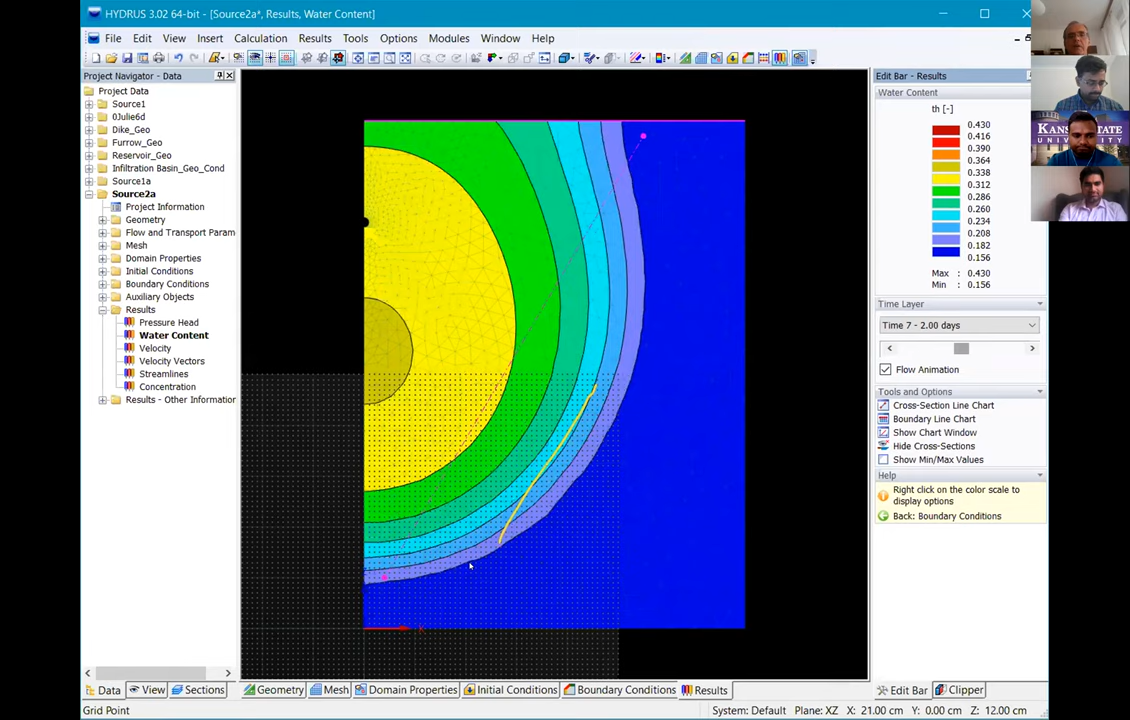 HYDRUS 3.02 64-bit - [Source2a*, Results, Water Content]
File Edit View Insert Calculation Results Tools Options Modules Window Help
Project Navigator - Data
Project Data
Source1
0Julie6d
Dike_Geo
Furrow_Geo
Reservoir_Geo
Infiltration Basin_Geo_Cond
Source1a
Source2a
Project Information
Geometry
Flow and Transport Param
Mesh
Domain Properties
Initial Conditions
Boundary Conditions
Auxiliary Objects
Results
Pressure Head
Water Content
Velocity
Velocity Vectors
Streamlines
Concentration
Results - Other Information
Data View Sections
X
Geometry Mesh Domain Properties Initial Conditions Boundary Conditions Results
Edit Bar - Results
Water Content
th [-]
0.430
0.416
0.390
0.364
0.338
0.312
0.286
0.260
0.234
0.208
0.182
0.156
Max : 0.430
Min : 0.156
Time Layer
Time 7 - 2.00 days
Flow Animation
Tools and Options
Cross-Section Line Chart
Boundary Line Chart
Show Chart Window
Hide Cross-Sections
Show Min/Max Values
Help
Right click on the color scale to
display options
Back: Boundary Conditions
Edit Bar Clipper
Grid Point
System: Default Plane: XZ X: 21.00 cm Y: 0.00 cm Z: 12.00 cm